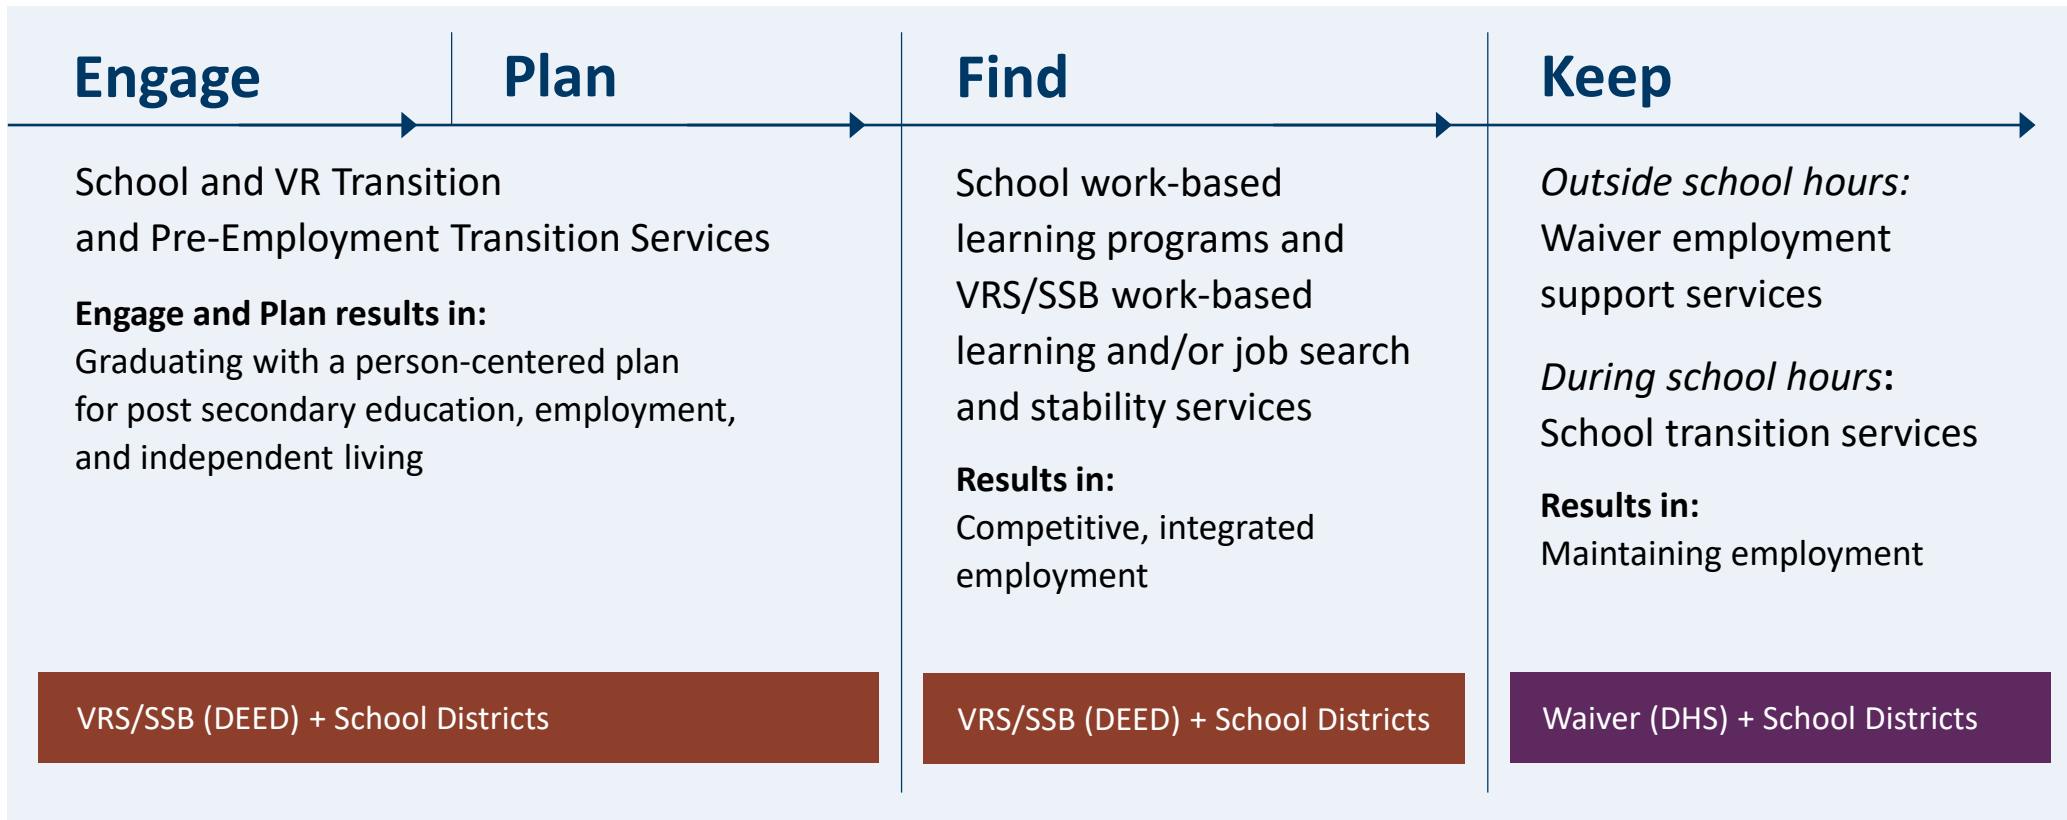 Engage
Plan
School and VR Transition
and Pre-Employment Transition Services
Engage and Plan results in:
Graduating with a person-centered plan
for post secondary education, employment,
and independent living
VRS/SSB (DEED) + School Districts
Find
School work-based
learning programs and
VRS/SSB work-based
learning and/or job search
and stability services
Results in:
Competitive, integrated
employment
VRS/SSB (DEED) + School Districts
Keep
Outside school hours:
Waiver employment
support services
During school hours:
School transition services
Results in:
Maintaining employment
Waiver (DHS) + School Districts